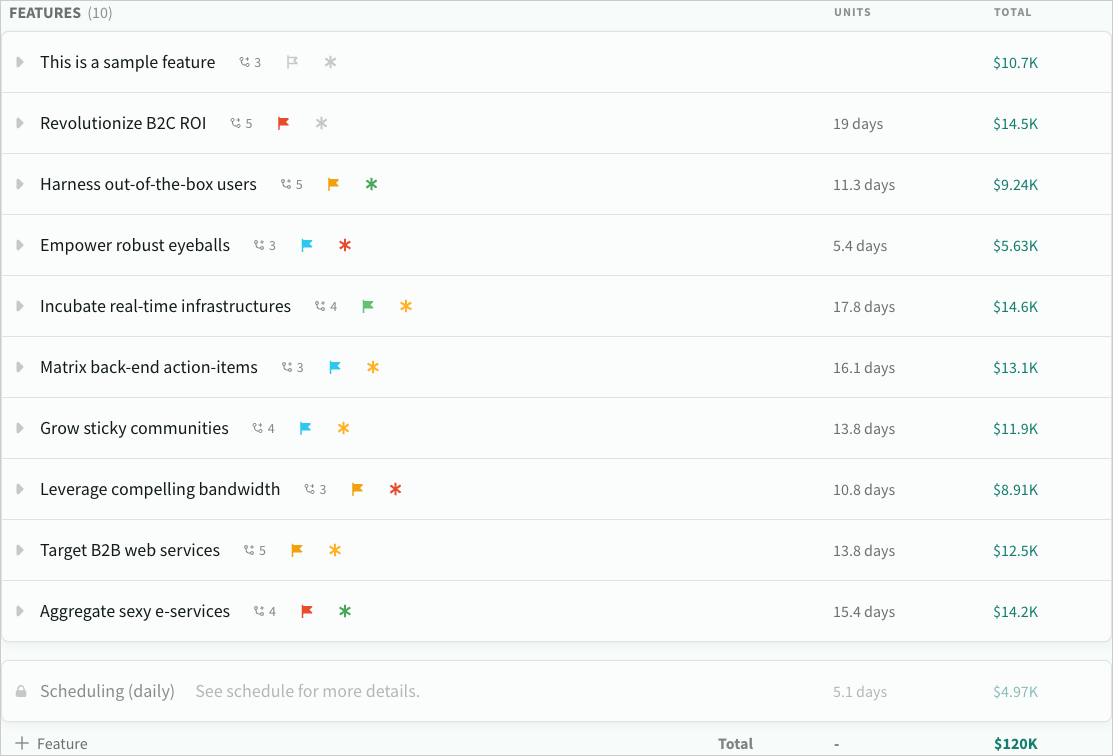 FEATURES (10) UNITS TOTAL
This is a sample feature 3 $10.7K
Revolutionize B2C ROI 5 19 days $14.5K
Harness out-of-the-box users 5 11.3 days $9.24K
Empower robust eyeballs 3 5.4 days $5.63K
Incubate real-time infrastructures 4 17.8 days $14.6K
Matrix back-end action-items 3 16.1 days $13.1K
Grow sticky communities 4 13.8 days $11.9K
Leverage compelling bandwidth 3 10.8 days $8.91K
Target B2B web services 5 13.8 days $12.5K
Aggregate sexy e-services 4 15.4 days $14.2K
Scheduling (daily) See schedule for more details. 5.1 days $4.97K
+ Feature Total - $120K